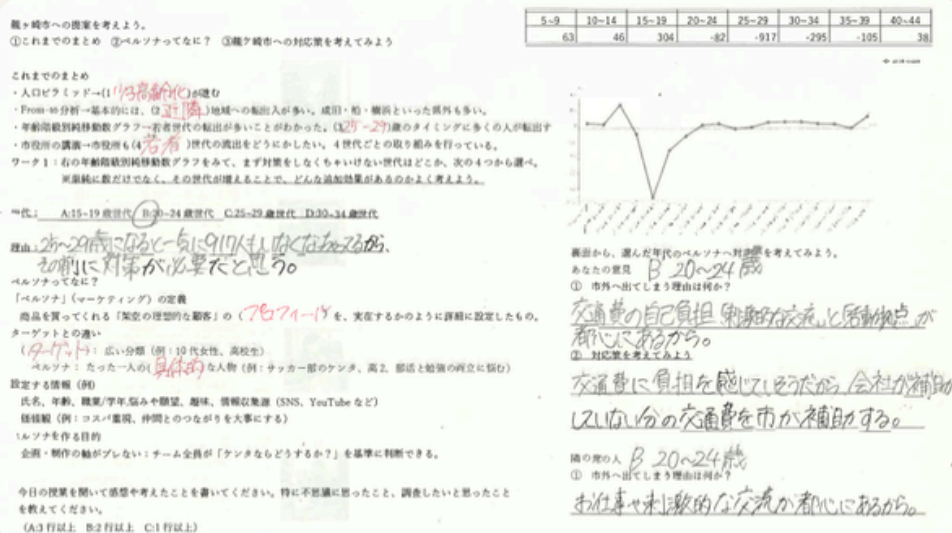 龍ヶ崎市への提案を考えよう。
①これまでのまとめ ②ペルソナってなに? ③龍ケ崎市への対応策を考えてみよう
これまでのまとめ
・人口ピラミッド→(1 少子高齢化)が進む
・From-to分析→基本的には、(2 近隣)地域への転出入が多い。成田・柏・横浜といった県外も多い。
・年齢階級別純移動数グラフ→若者世代の転出が多いことがわかった。(3 25-29)歳のタイミングに多くの人が転出す
・市役所の講演→市役所も(4 若者)世代の流出をどうにかしたい。4世代ごとの取り組みを行っている。
ワーク1:右の年齢階級別純移動数グラフをみて、まず対策をしなくちゃいけない世代はどこか、次の4つから選べ。
※単純に数だけでなく、その世代が増えることで、どんな追加効果があるのかよく考えよう。
代: A:15~19歳世代 B:20~24歳世代 C:25~29歳世代 D:30~34歳世代
理由:25~29歳になると一気に917人もいなくなっちゃうから、
その前に対策が必要だと思う。
ペルソナってなに?
「ペルソナ」(マーケティング)の定義
商品を買ってくれる「架空の理想的な顧客」の(プロフィール)を、実在するかのように詳細に設定したもの。
ターゲットとの違い
(ターゲット):広い分類(例:10代女性、高校生)
ペルソナ:たった一人の(具体的)な人物(例:サッカー部のケンタ、高2、部活と勉強の両立に悩む)
設定する情報(例)
氏名、年齢、職業/学年、悩みや願望、趣味、情報収集源(SNS、YouTubeなど)
価値観(例:コスパ重視、仲間とのつながりを大事にする)
ルソナを作る目的
企画・制作の軸がブレない:チーム全員が「ケンタならどうするか?」を基準に判断できる。
今日の授業を聞いて感想や考えたことを書いてください。特に不思議に思ったこと、調査したいと思ったこと
を教えてください。
(A:3行以上 B:2行以上 C:1行以上)
5~9 10~14 15~19 20~24 25~29 30~34 35~39 40~44
63 46 304 -82 -917 -295 -105 38
裏面から、選んだ年代のペルソナへ対策を考えてみよう。
あなたの意見 B 20~24歳
① 市外へ出てしまう理由は何か?
交通費の自己負担「刺激的な交流」と「活動拠点」が
都心にあるから。
② 対応策を考えてみよう
交通費に負担を感じていそうだから、会社が補助
していない分の交通費を市が補助する。
隣の席の人 B 20~24歳
① 市外へ出てしまう理由は何か?
お仕事や刺激的な交流が都心にあるから。